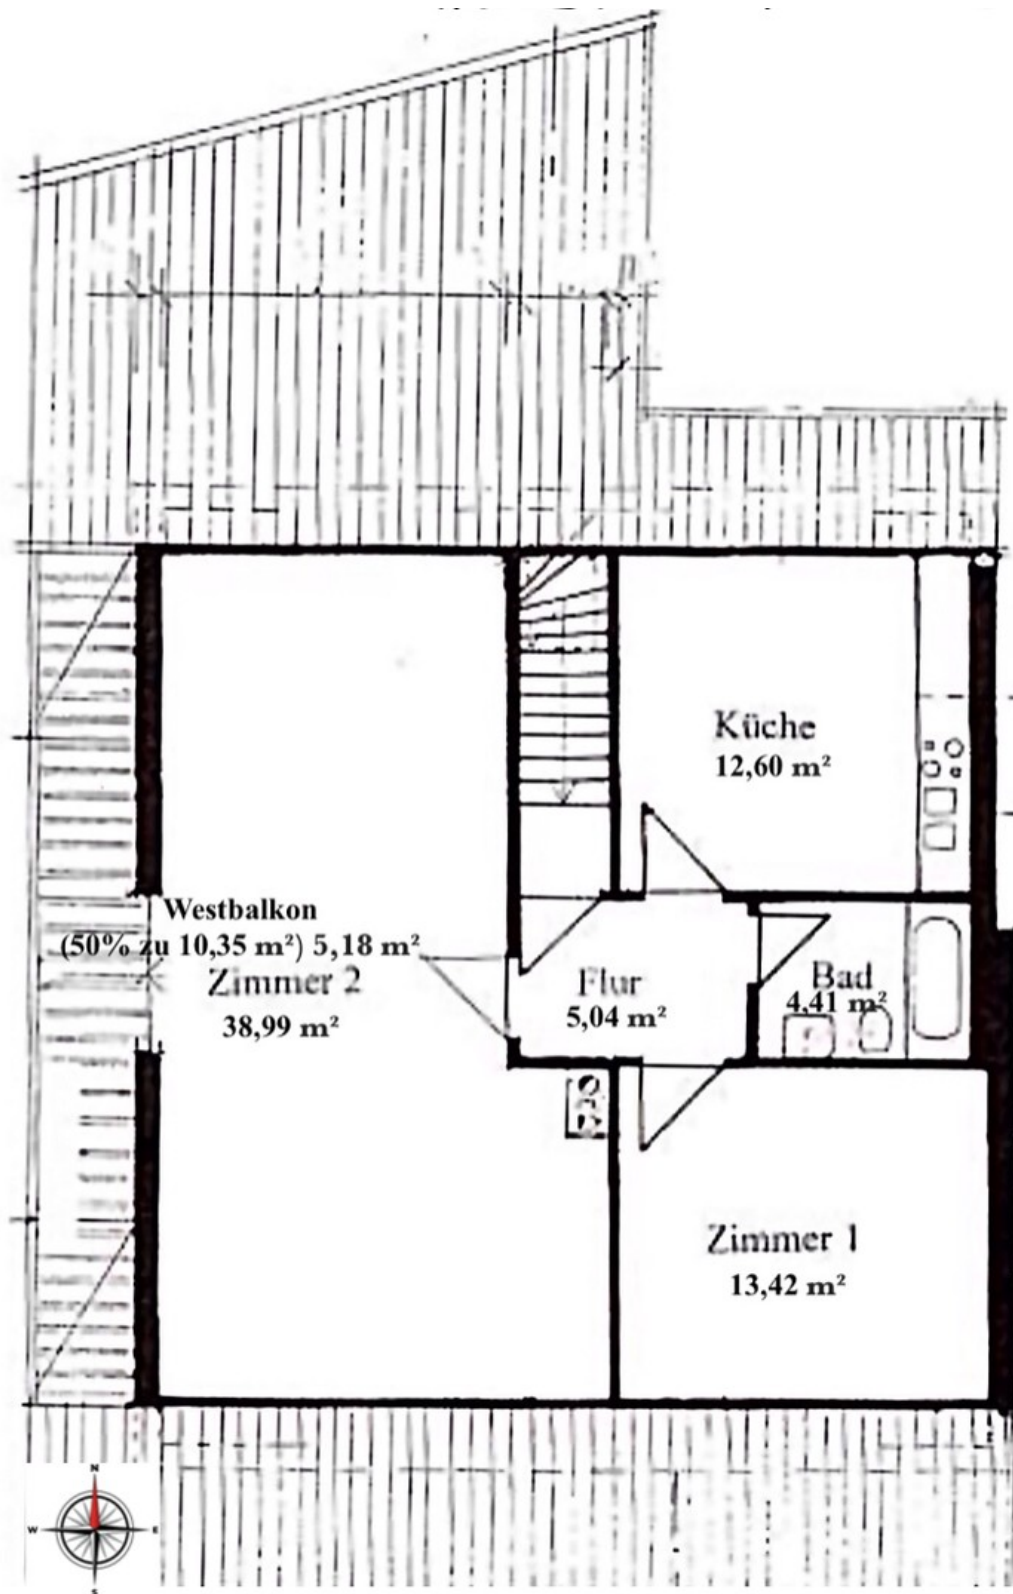 Küche
12,60 m²
Westbalkon
(50% zu 10,35 m²) 5,18 m²
Zimmer 2
38,99 m²
Flur
5,04 m²
Bad
4,41 m²
Zimmer 1
13,42 m²
N
W E
S